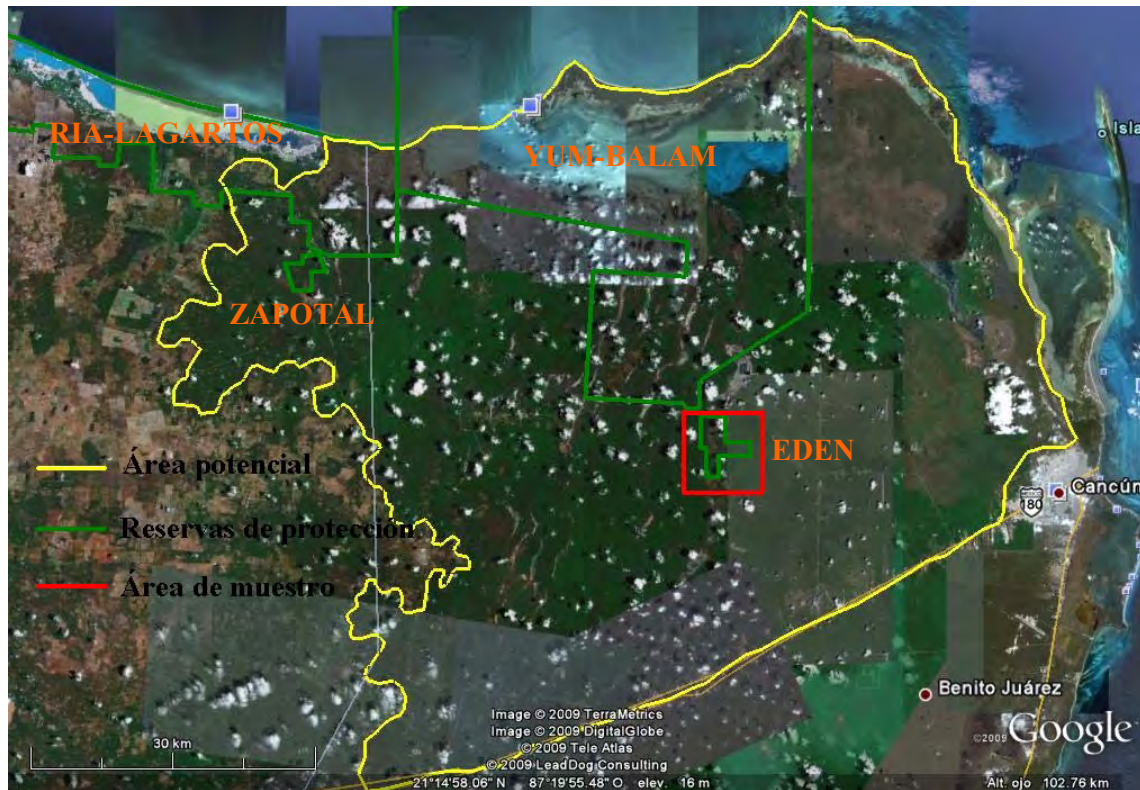 RIA-LAGARTOS
YUM-BALAM
Isla
ZAPOTAL
EDEN
Área potencial
Reservas de protección
Área de muestro
180
Cancún
Benito Juárez
30 km
Image © 2009 TerraMetrics
Image © 2009 DigitalGlobe
© 2009 Tele Atlas
© 2009 LeadDog Consulting
©2009 Google
21°14'58.06" N 87°19'55.48" O elev. 16 m
Alt. ojo 102.76 km